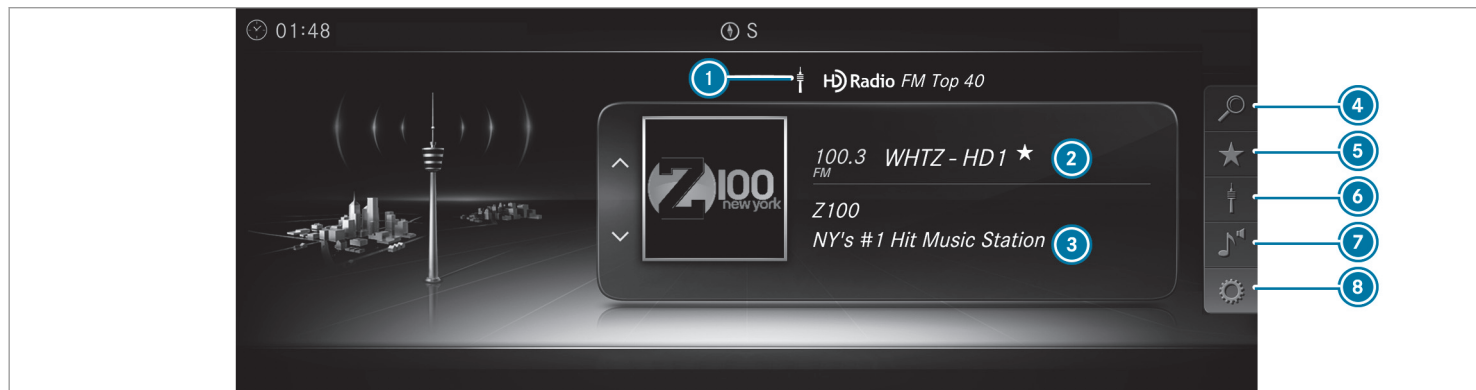 01:48
S
1
HD Radio FM Top 40
100.3 WHTZ - HD1 ★ 2
FM
Z100
new york
Z100
NY's #1 Hit Music Station 3
4
5
6
7
8